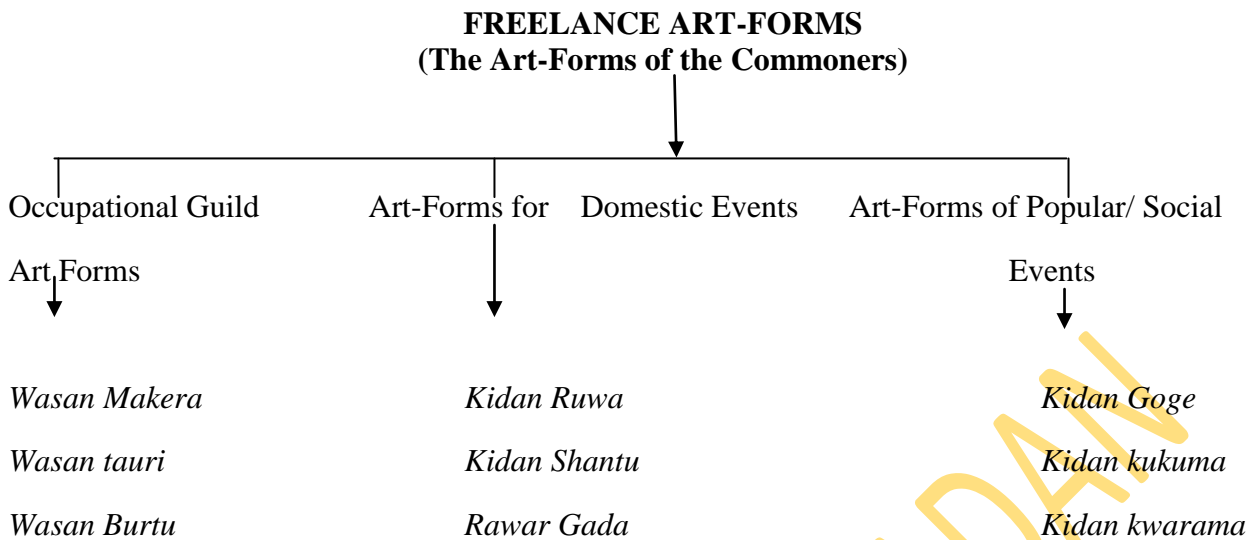 FREELANCE ART-FORMS
(The Art-Forms of the Commoners)
Occupational Guild Art-Forms for Domestic Events Art-Forms of Popular/ Social
Art Forms Events
Wasan Makera Kidan Ruwa Kidan Goge
Wasan tauri Kidan Shantu Kidan kukuma
Wasan Burtu Rawar Gada Kidan kwarama
DAN